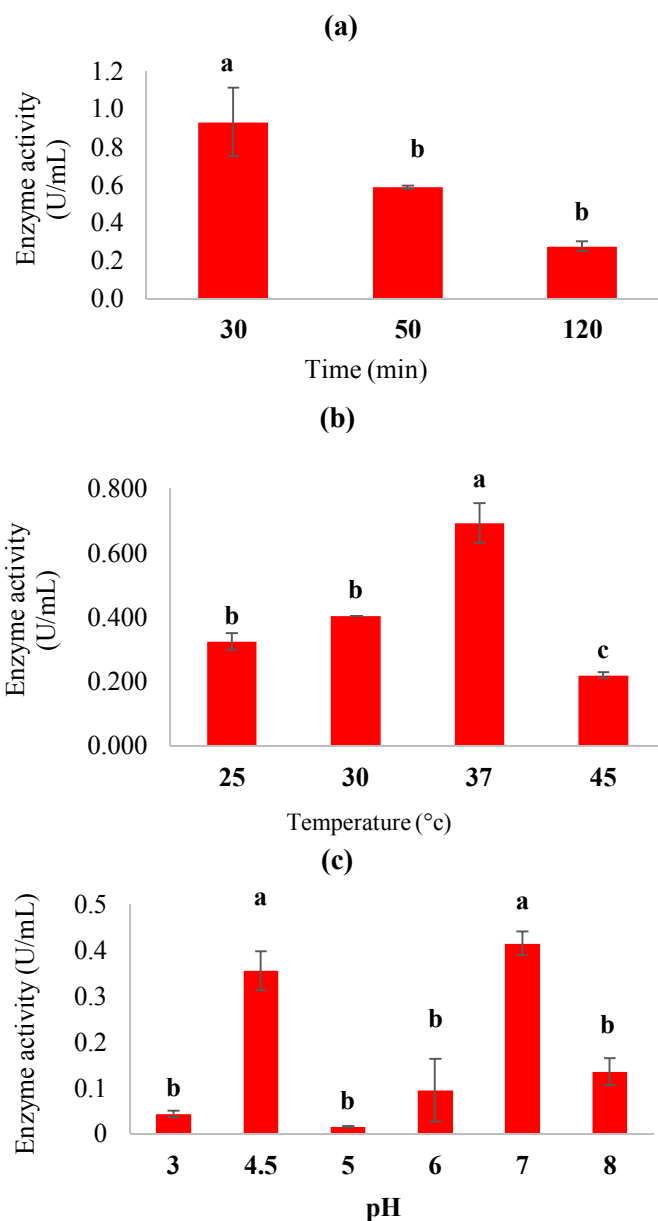 (a)
a
1.2
1.0
b
0.8
0.6
b
0.4
0.2
0.0
Enzyme activity
(U/mL)
30 50 120
Time (min)
(b)
a
0.800
0.600
b
0.400
b
c
0.200
0.000
Enzyme activity
(U/mL)
25 30 37 45
Temperature (°c)
(c)
0.5
a a
0.4
0.3
b b
0.2
b b
0.1
0
Enzyme activity (U/mL)
3 4.5 5 6 7 8
pH